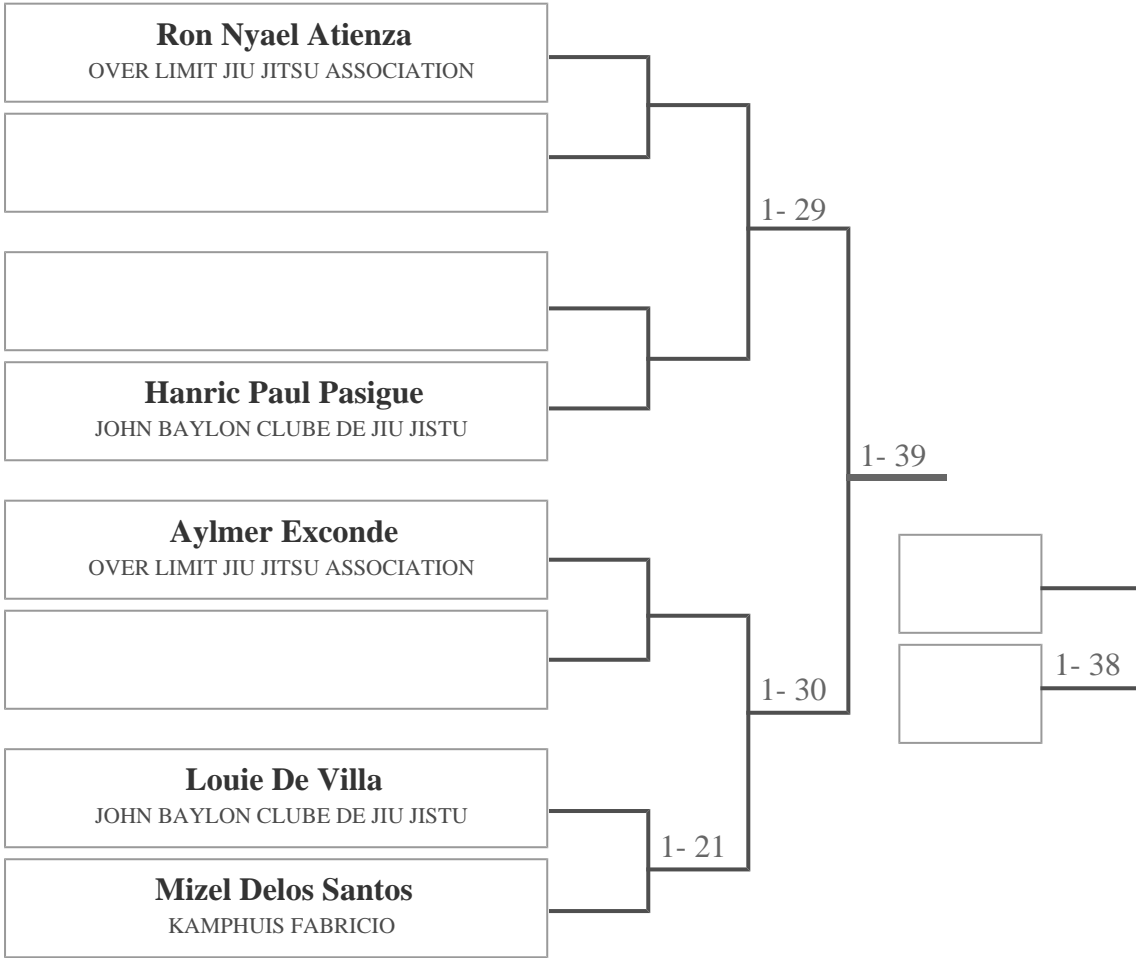 Ron Nyael Atienza
OVER LIMIT JIU JITSU ASSOCIATION
1- 29
Hanric Paul Pasigue
JOHN BAYLON CLUBE DE JIU JISTU
1- 39
Aylmer Exconde
OVER LIMIT JIU JITSU ASSOCIATION
1- 38
1- 30
Louie De Villa
JOHN BAYLON CLUBE DE JIU JISTU
1- 21
Mizel Delos Santos
KAMPHUIS FABRICIO